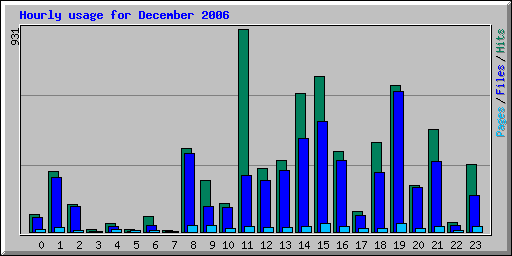 Hourly usage for December 2006
931
Pages/Files/Hits
0 1 2 3 4 5 6 7 8 9 10 11 12 13 14 15 16 17 18 19 20 21 22 23